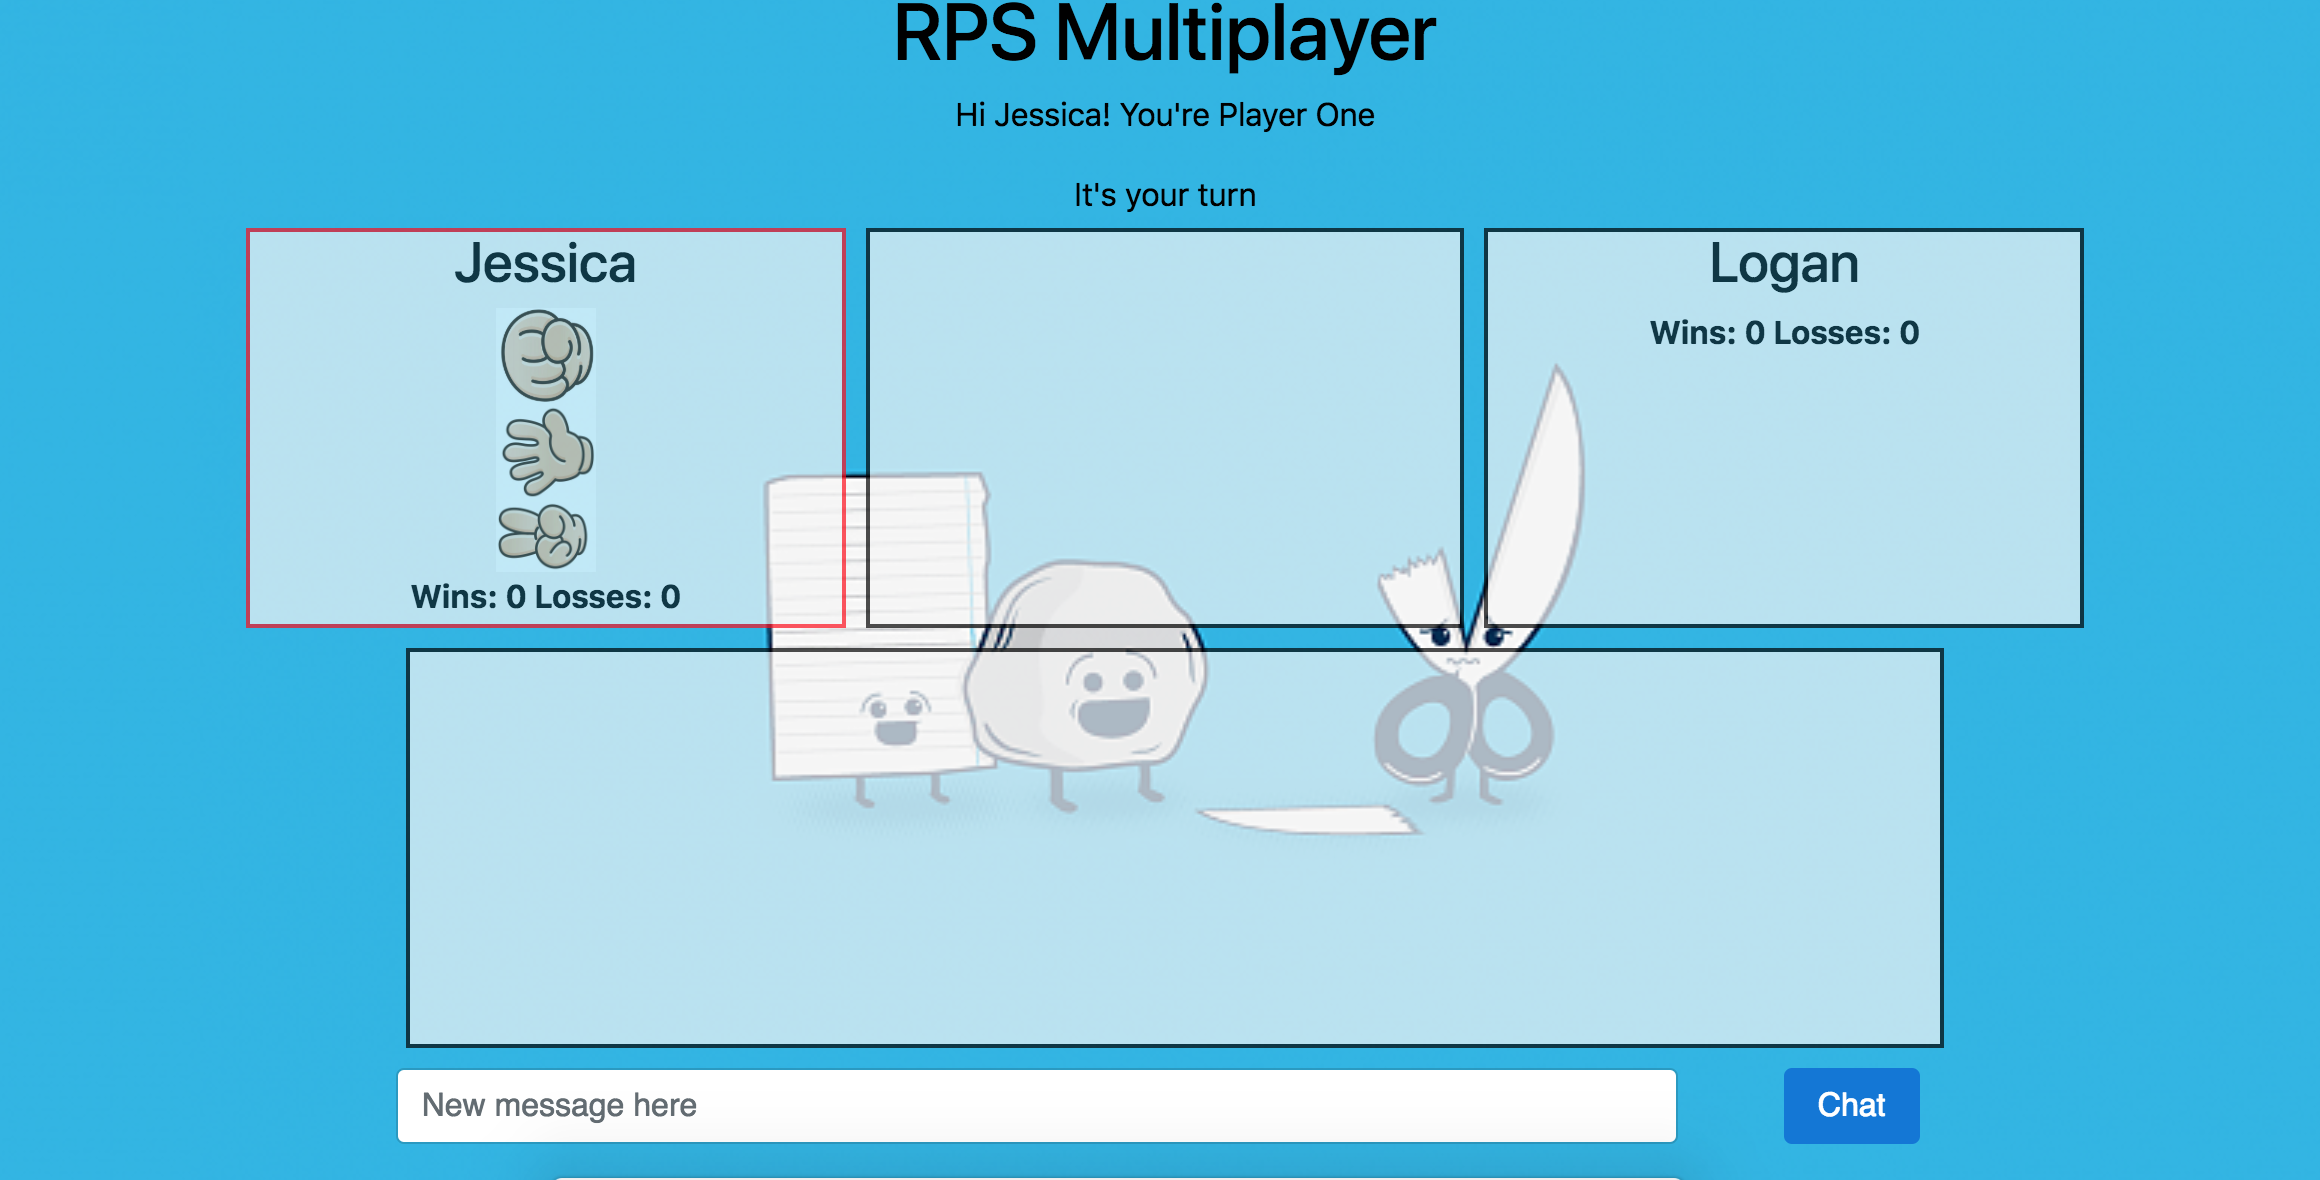 RPS Multiplayer
Hi Jessica! You're Player One
It's your turn
Jessica
Wins: 0 Losses: 0
Logan
Wins: 0 Losses: 0
New message here
Chat